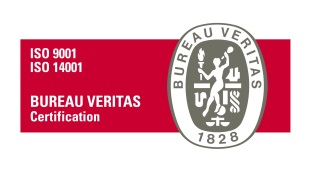 ISO 9001
ISO 14001
BUREAU VERITAS
Certification
BUREAU VERITAS
1828